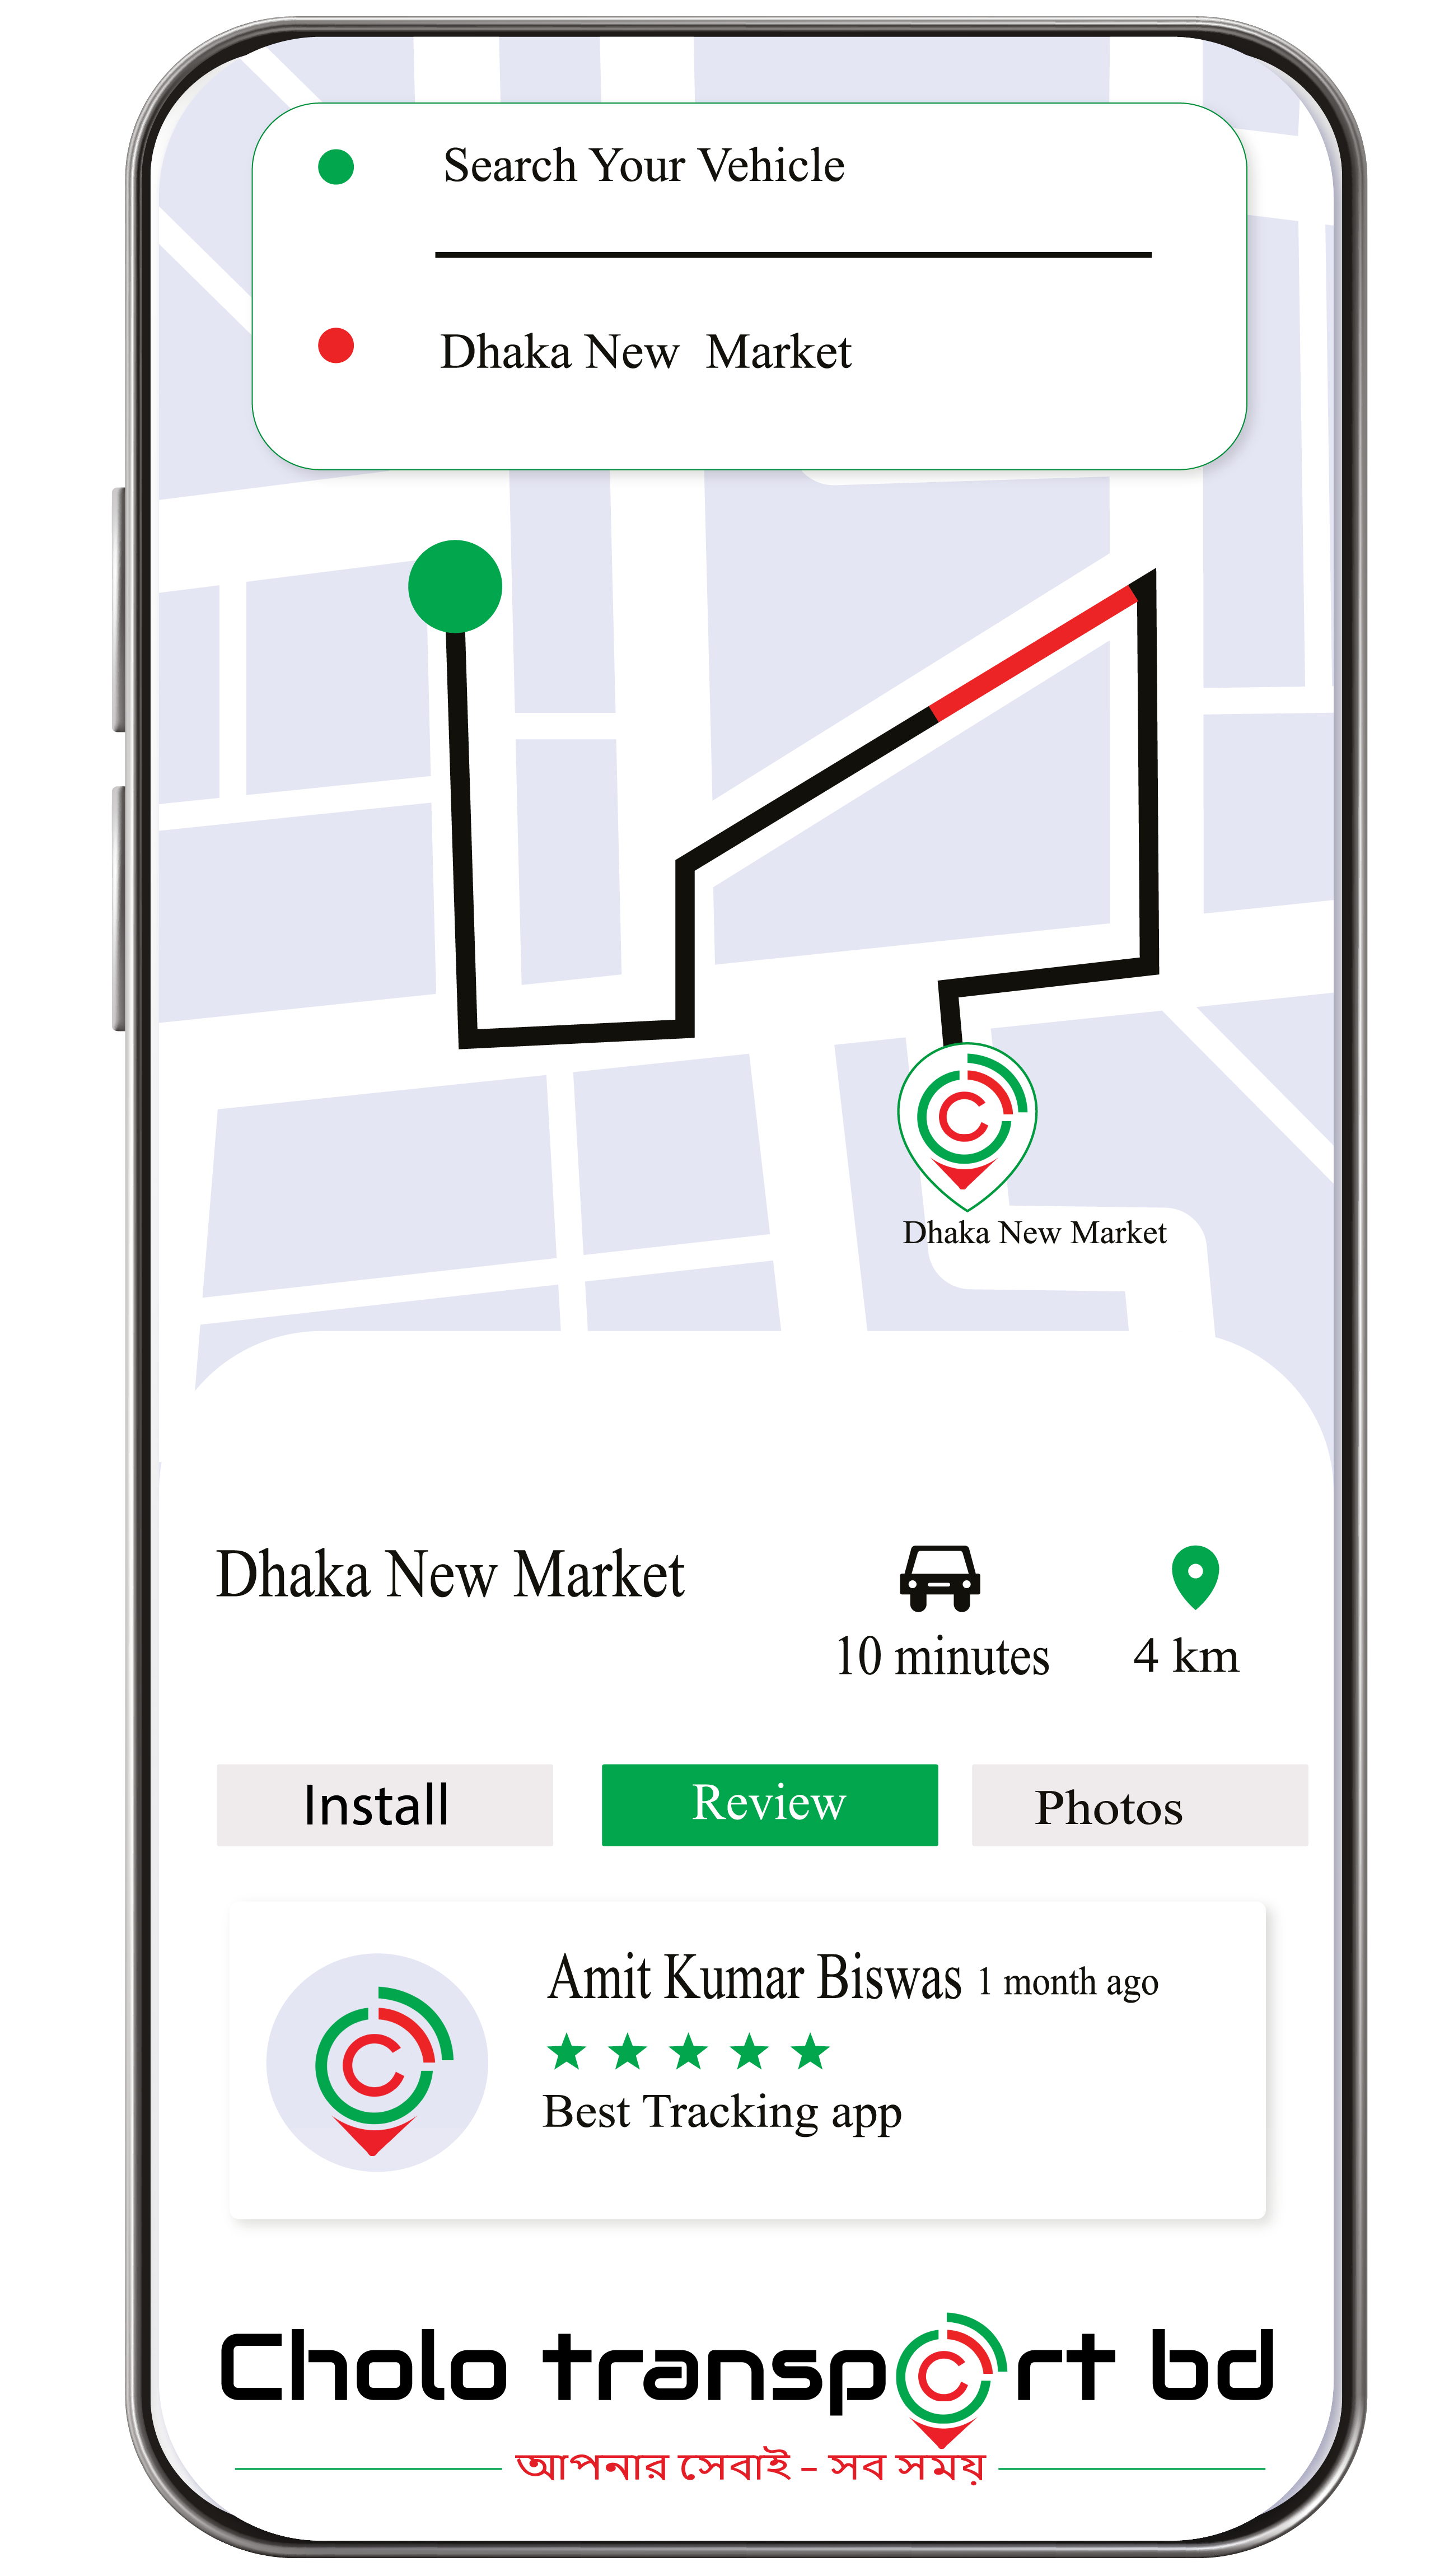 Search Your Vehicle
Dhaka New Market
Dhaka New Market
Dhaka New Market
10 minutes
4 km
Install
Review
Photos
Amit Kumar Biswas 1 month ago
Best Tracking app
Cholo transport bd
আপনার সেবাই – সব সময়